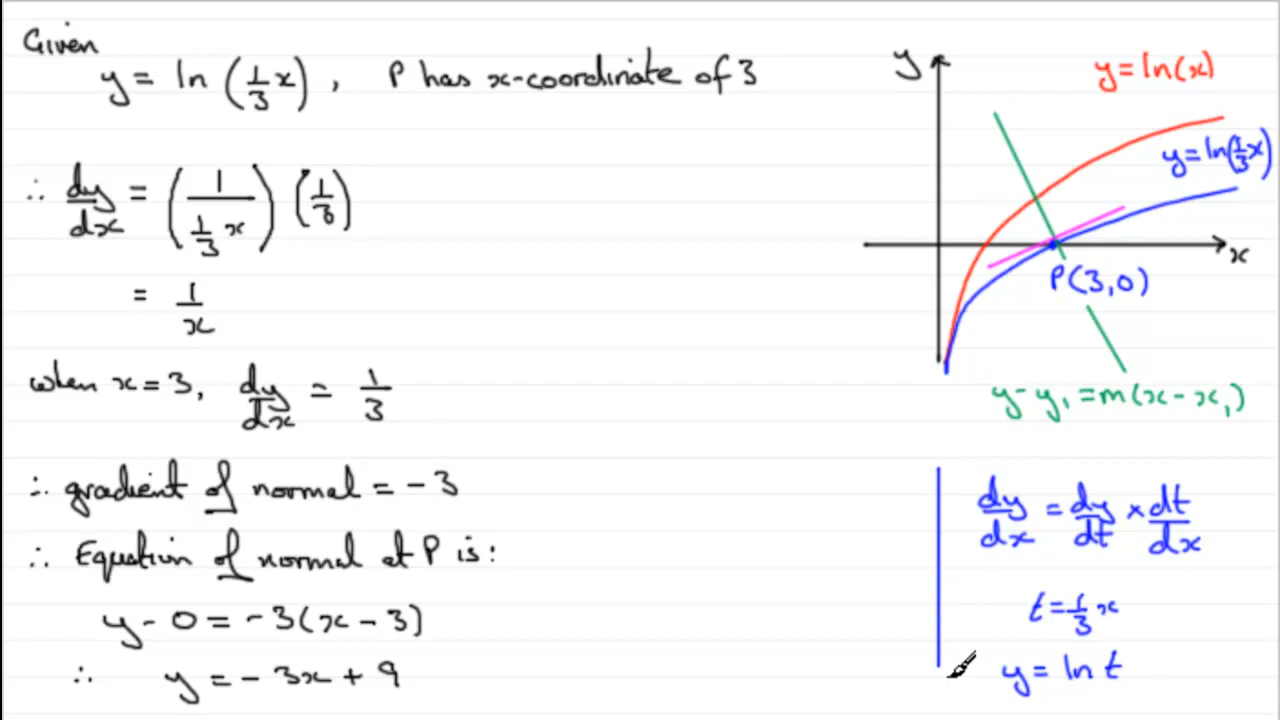 Given
y = ln (1/3 x) , P has x-coordinate of 3
∴ dy/dx = (1/(1/3 x)) (1/3)
= 1/x
when x = 3, dy/dx = 1/3
∴ gradient of normal = -3
∴ Equation of normal at P is:
y - 0 = -3(x - 3)
∴ y = -3x + 9
y
y = ln(x)
y = ln(1/3 x)
x
P(3,0)
y - y₁ = m(x - x₁)
dy/dx = dy/dt × dt/dx
t = 1/3 x
y = ln t